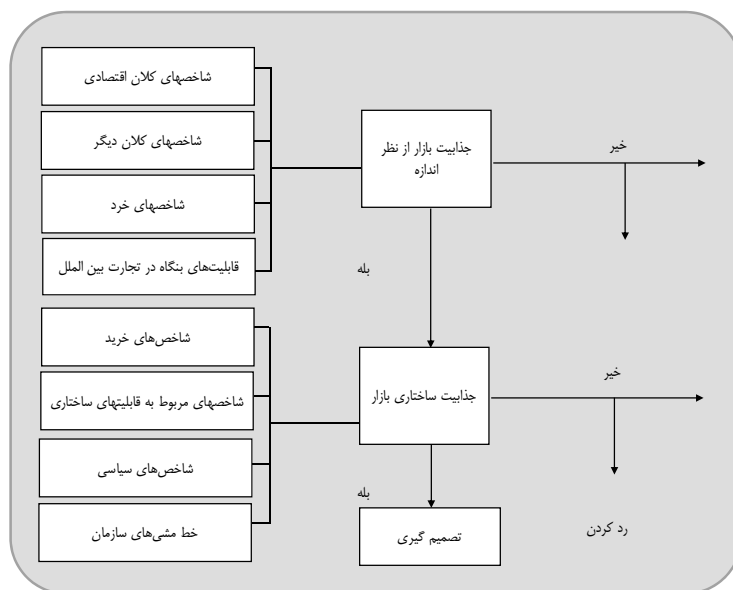 شاخصهای کلان اقتصادی
شاخصهای کلان دیگر
شاخصهای خرد
قابلیت‌های بنگاه در تجارت بین الملل
جذابیت بازار از نظر
اندازه
خیر
بله
شاخص‌های خرید
شاخصهای مربوط به قابلیتهای ساختاری
شاخص‌های سیاسی
خط مشی‌های سازمان
جذابیت ساختاری بازار
خیر
بله
تصمیم گیری
رد کردن